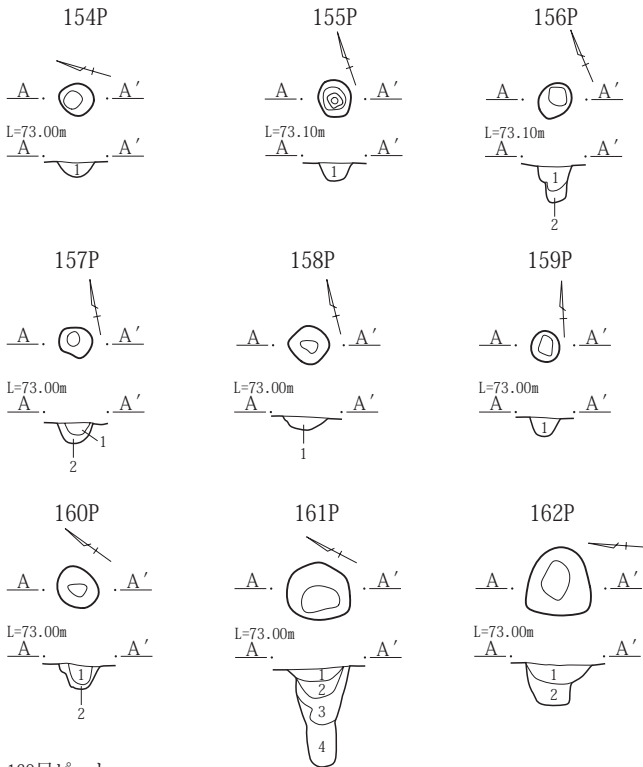 154P 155P 156P
A A′ A A′ A A′
L=73.00m L=73.10m L=73.10m
A A′ A A′ A A′
1 1 1
2
157P 158P 159P
A A′ A A′ A A′
L=73.00m L=73.00m L=73.00m
A A′ A A′ A A′
1 1 1
2
160P 161P 162P
A A′ A A′ A A′
L=73.00m L=73.00m L=73.00m
A A′ A A′ A A′
1 1 1
2 2 2
3
4